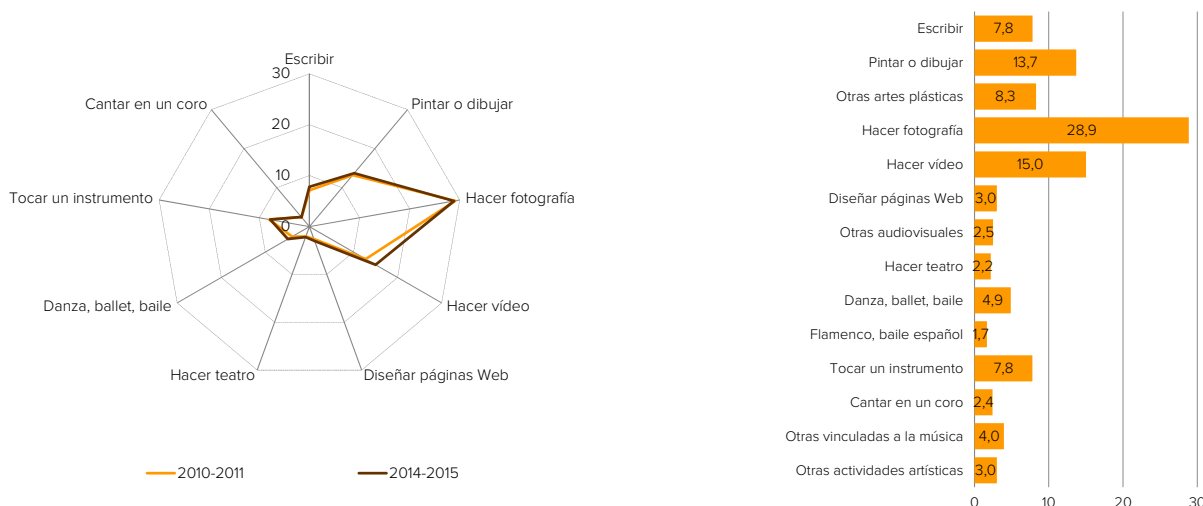 Escribir
30
Cantar en un coro
Pintar o dibujar
20
10
Tocar un instrumento
Hacer fotografía
0
Danza, ballet, baile
Hacer vídeo
Hacer teatro
Diseñar páginas Web
2010-2011
2014-2015
Escribir 7,8
Pintar o dibujar 13,7
Otras artes plásticas 8,3
Hacer fotografía 28,9
Hacer vídeo 15,0
Diseñar páginas Web 3,0
Otras audiovisuales 2,5
Hacer teatro 2,2
Danza, ballet, baile 4,9
Flamenco, baile español 1,7
Tocar un instrumento 7,8
Cantar en un coro 2,4
Otras vinculadas a la música 4,0
Otras actividades artísticas 3,0
0 10 20 30